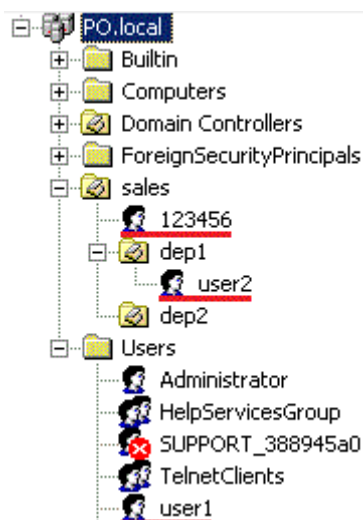 PO.local
Builtin
Computers
Domain Controllers
ForeignSecurityPrincipals
sales
123456
dep1
user2
dep2
Users
Administrator
HelpServicesGroup
SUPPORT_388945a0
TelnetClients
user1